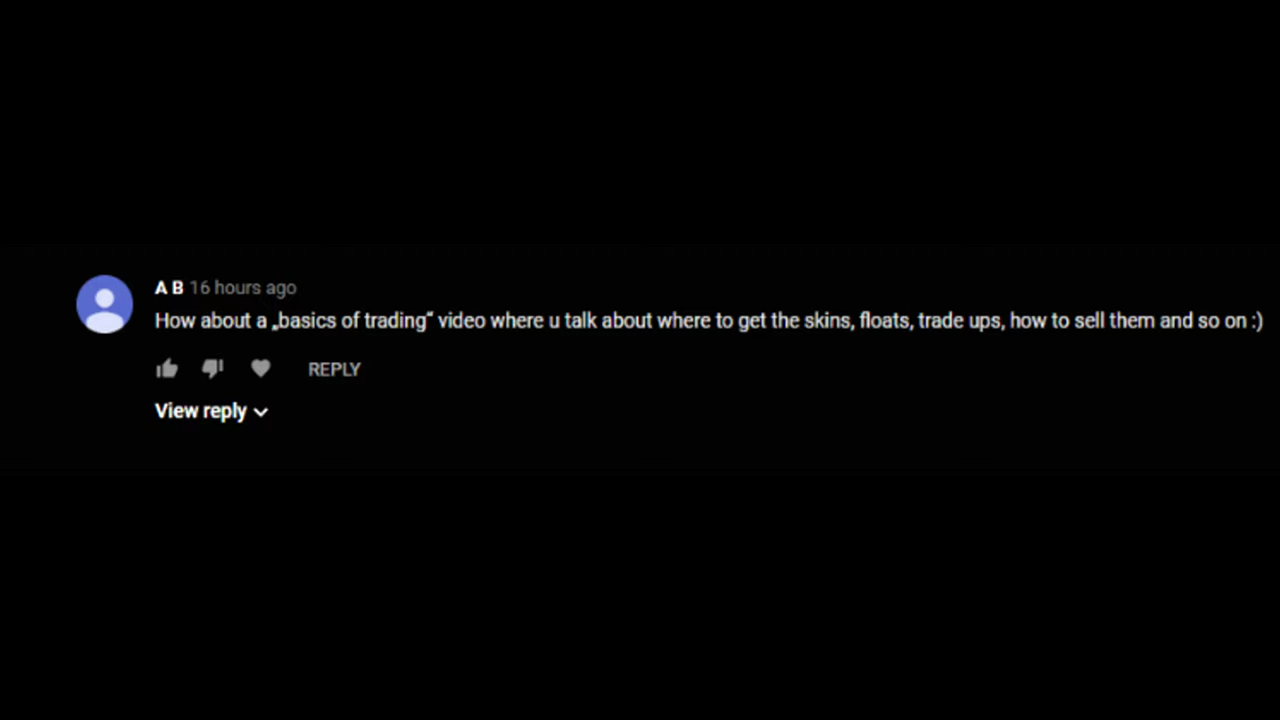 A B 16 hours ago
How about a „basics of trading“ video where u talk about where to get the skins, floats, trade ups, how to sell them and so on :)
REPLY
View reply